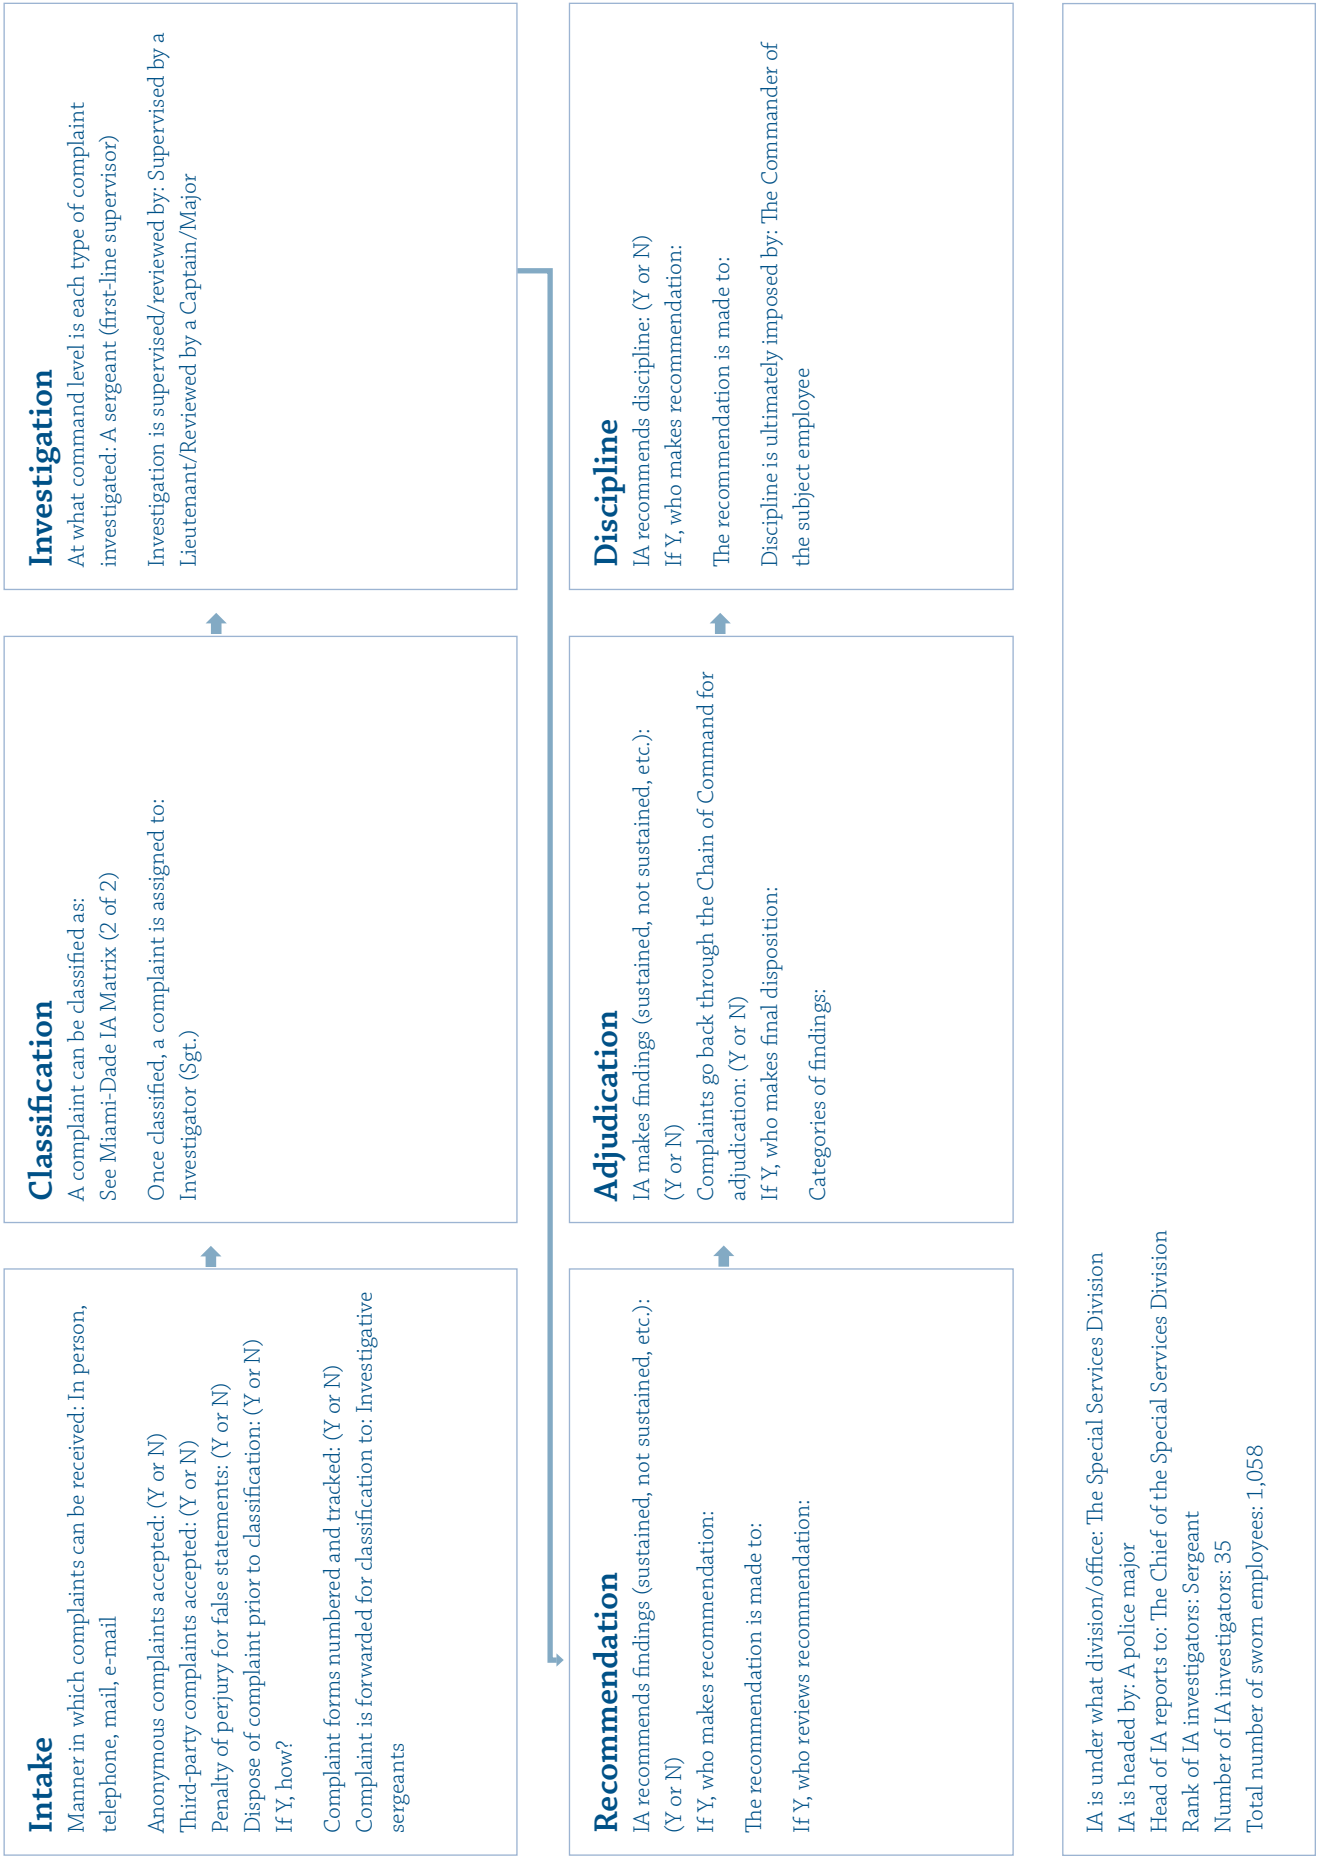 Intake
Manner in which complaints can be received: In person,
telephone, mail, e-mail
Anonymous complaints accepted: (Y or N)
Third-party complaints accepted: (Y or N)
Penalty of perjury for false statements: (Y or N)
Dispose of complaint prior to classification: (Y or N)
If Y, how?
Complaint forms numbered and tracked: (Y or N)
Complaint is forwarded for classification to: Investigative
sergeants
Classification
A complaint can be classified as:
See Miami-Dade IA Matrix (2 of 2)
Once classified, a complaint is assigned to:
Investigator (Sgt.)
Investigation
At what command level is each type of complaint
investigated: A sergeant (first-line supervisor)
Investigation is supervised/reviewed by: Supervised by a
Lieutenant/Reviewed by a Captain/Major
Recommendation
IA recommends findings (sustained, not sustained, etc.):
(Y or N)
If Y, who makes recommendation:
The recommendation is made to:
If Y, who reviews recommendation:
Adjudication
IA makes findings (sustained, not sustained, etc.):
(Y or N)
Complaints go back through the Chain of Command for
adjudication: (Y or N)
If Y, who makes final disposition:
Categories of findings:
Discipline
IA recommends discipline: (Y or N)
If Y, who makes recommendation:
The recommendation is made to:
Discipline is ultimately imposed by: The Commander of
the subject employee
IA is under what division/office: The Special Services Division
IA is headed by: A police major
Head of IA reports to: The Chief of the Special Services Division
Rank of IA investigators: Sergeant
Number of IA investigators: 35
Total number of sworn employees: 1,058